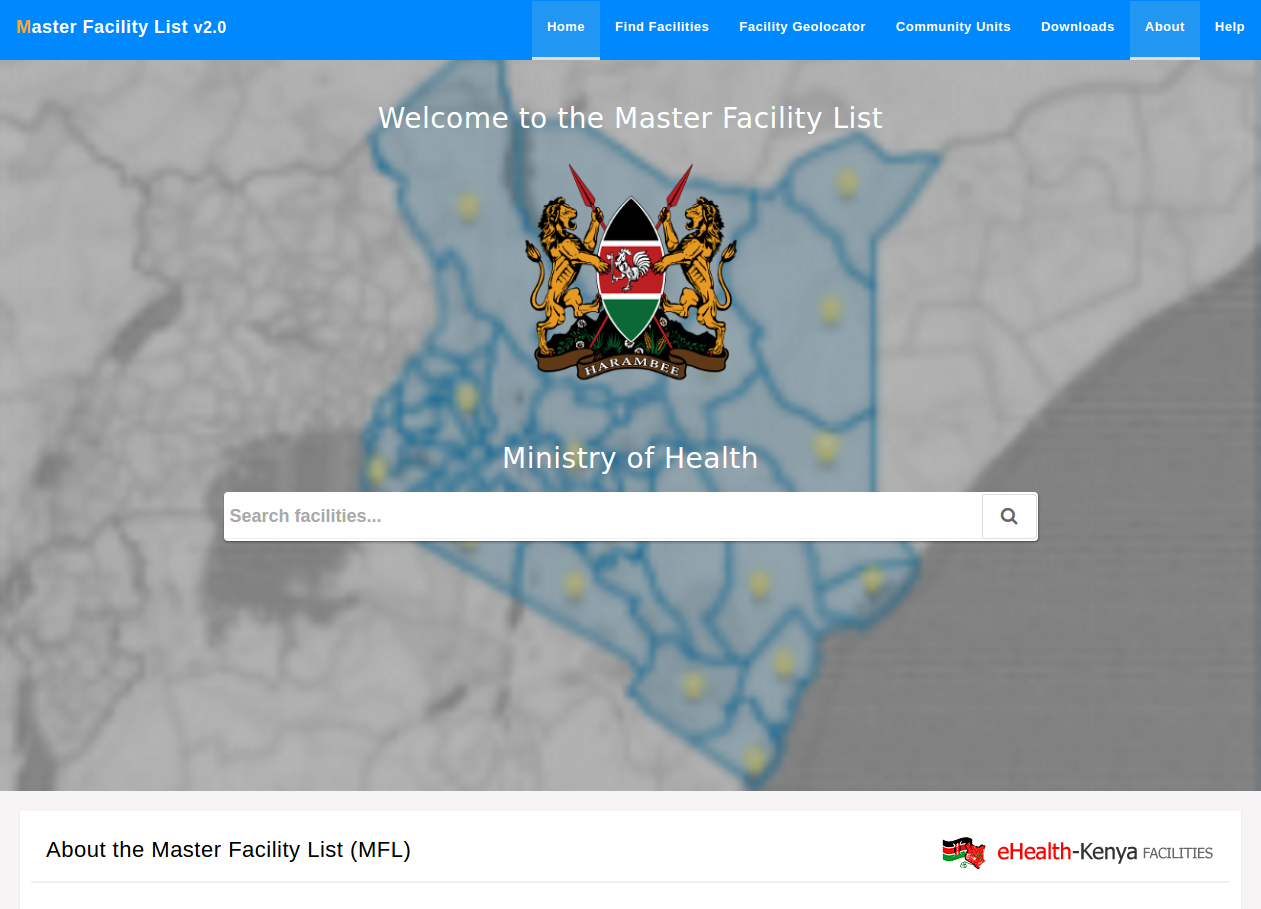 Master Facility List v2.0
Home Find Facilities Facility Geolocator Community Units Downloads About Help
Welcome to the Master Facility List
HARAMBEE
Ministry of Health
Search facilities...
About the Master Facility List (MFL)
eHealth-Kenya FACILITIES